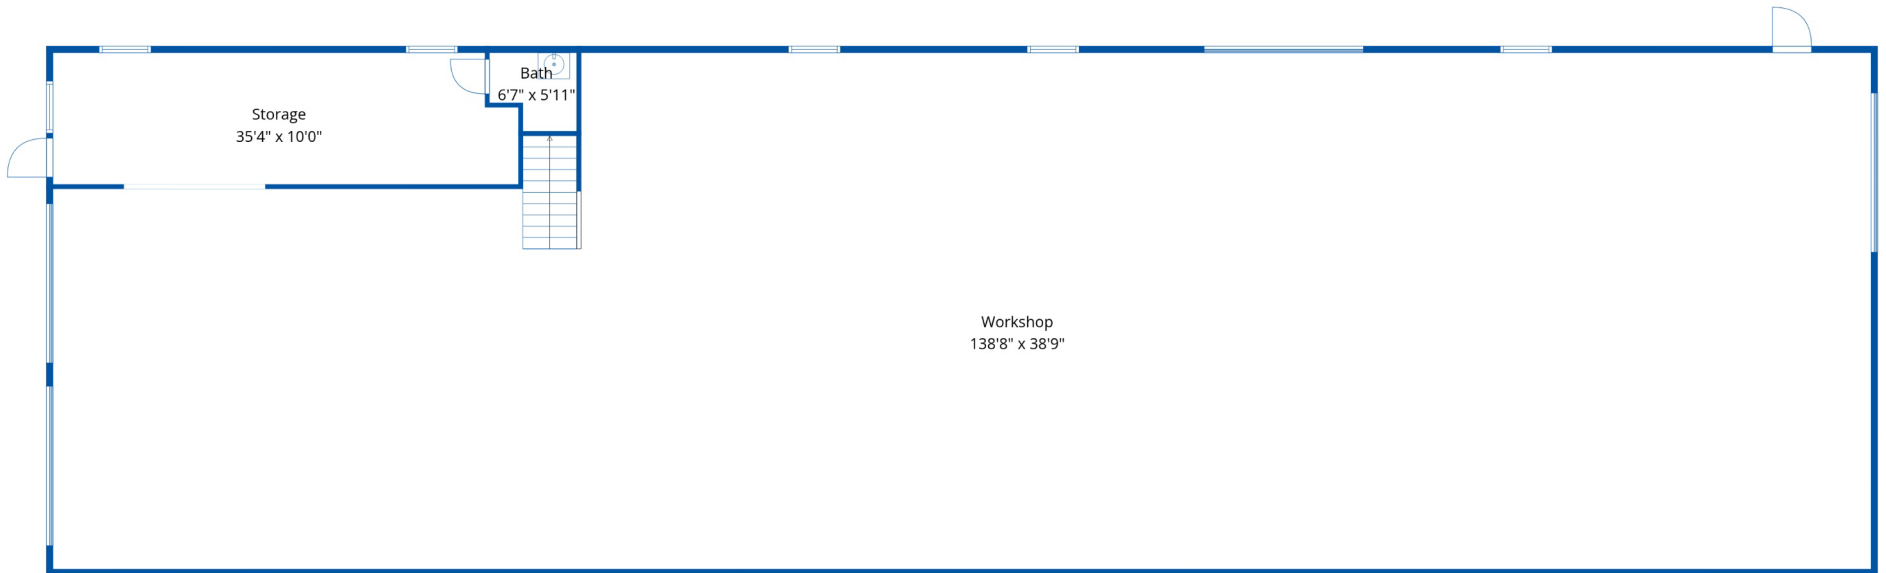 Bath
6'7" x 5'11"
Storage
35'4" x 10'0"
Workshop
138'8" x 38'9"